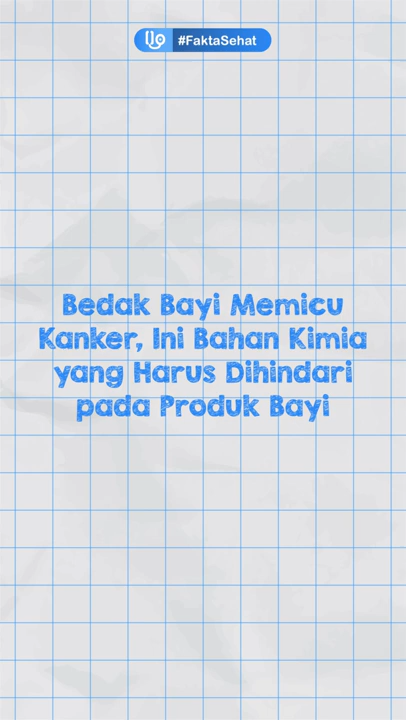 #FaktaSehat
Bedak Bayi Memicu
Kanker, Ini Bahan Kimia
yang Harus Dihindari
pada Produk Bayi